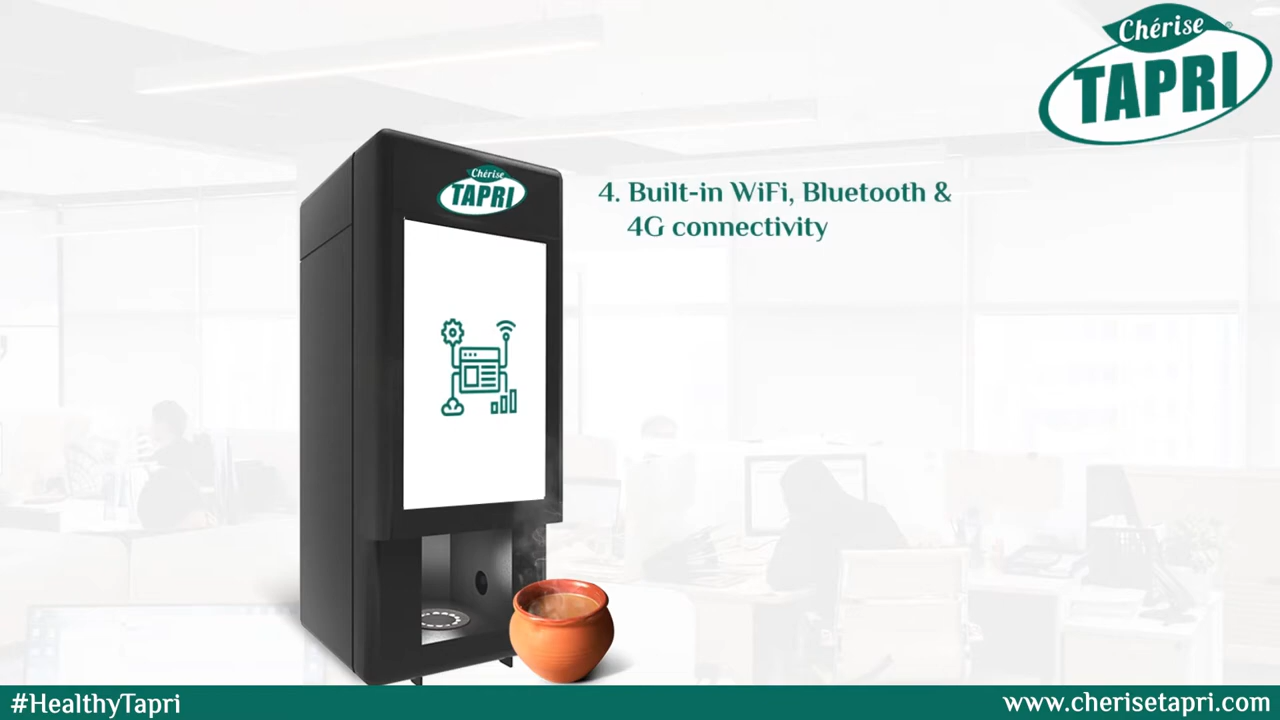 Chérise
TAPRI
Chérise
TAPRI
4. Built-in WiFi, Bluetooth &
4G connectivity
#HealthyTapri
www.cherisetapri.com